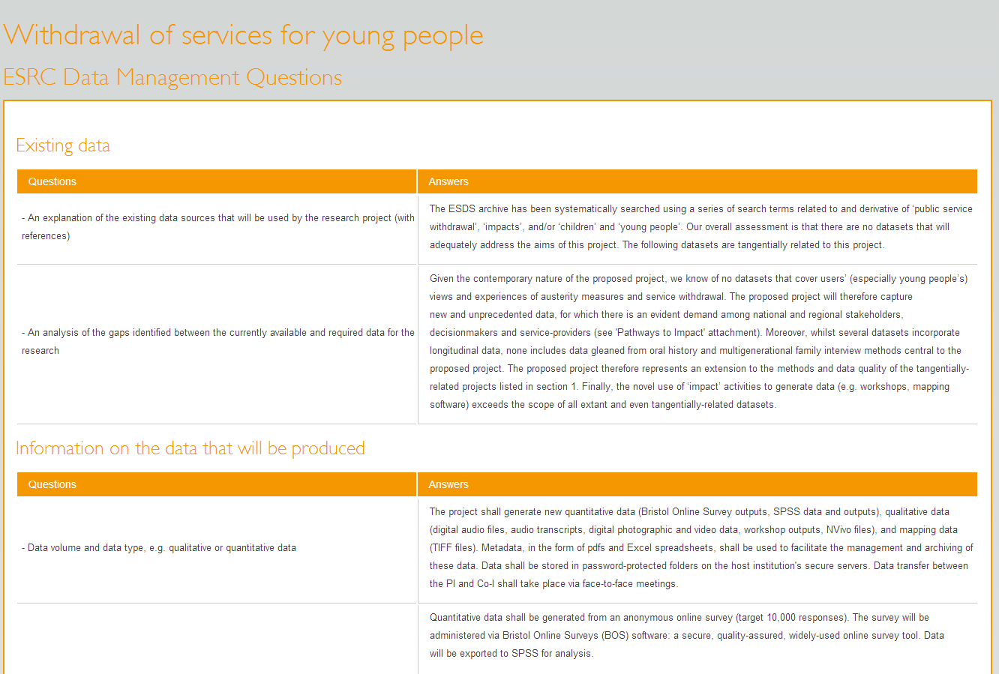 Withdrawal of services for young people
ESRC Data Management Questions
Existing data
Questions
Answers
- An explanation of the existing data sources that will be used by the research project (with
references)
The ESDS archive has been systematically searched using a series of search terms related to and derivative of ‘public service
withdrawal’, ‘impacts’, and/or ‘children’ and ‘young people’. Our overall assessment is that there are no datasets that will
adequately address the aims of this project. The following datasets are tangentially related to this project.
- An analysis of the gaps identified between the currently available and required data for the
research
Given the contemporary nature of the proposed project, we know of no datasets that cover users’ (especially young people’s)
views and experiences of austerity measures and service withdrawal. The proposed project will therefore capture
new and unprecedented data, for which there is an evident demand among national and regional stakeholders,
decisionmakers and service-providers (see 'Pathways to Impact' attachment). Moreover, whilst several datasets incorporate
longitudinal data, none includes data gleaned from oral history and multigenerational family interview methods central to the
proposed project. The proposed project therefore represents an extension to the methods and data quality of the tangentially-
related projects listed in section 1. Finally, the novel use of ‘impact’ activities to generate data (e.g. workshops, mapping
software) exceeds the scope of all extant and even tangentially-related datasets.
Information on the data that will be produced
Questions
Answers
- Data volume and data type, e.g. qualitative or quantitative data
The project shall generate new quantitative data (Bristol Online Survey outputs, SPSS data and outputs), qualitative data
(digital audio files, audio transcripts, digital photographic and video data, workshop outputs, NVivo files), and mapping data
(TIFF files). Metadata, in the form of pdfs and Excel spreadsheets, shall be used to facilitate the management and archiving of
these data. Data shall be stored in password-protected folders on the host institution's secure servers. Data transfer between
the PI and Co-I shall take place via face-to-face meetings.
Quantitative data shall be generated from an anonymous online survey (target 10,000 responses). The survey will be
administered via Bristol Online Surveys (BOS) software: a secure, quality-assured, widely-used online survey tool. Data
will be exported to SPSS for analysis.